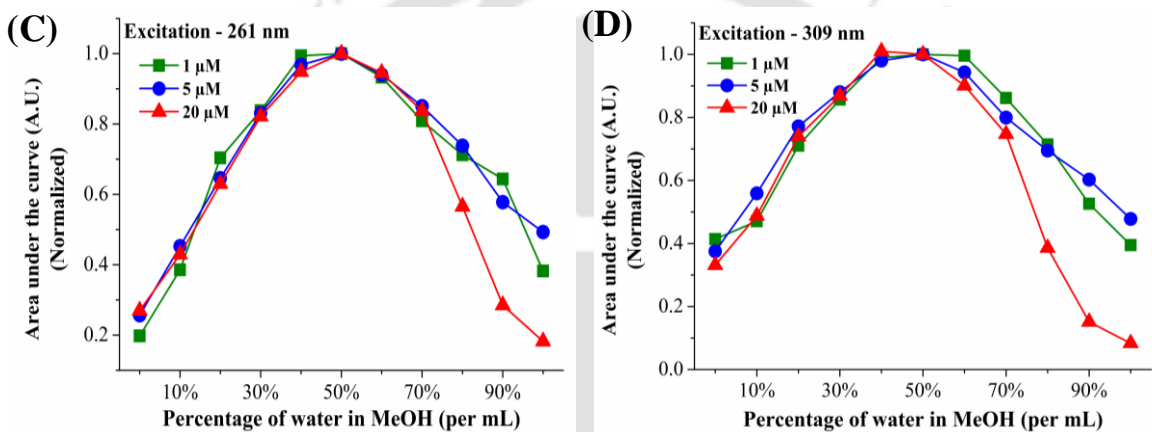 (C)
Excitation - 261 nm
1 µM
5 µM
20 µM
1.0
0.8
0.6
0.4
0.2
Area under the curve (A.U.)
(Normalized)
10% 30% 50% 70% 90%
Percentage of water in MeOH (per mL)
(D)
Excitation - 309 nm
1 µM
5 µM
20 µM
1.0
0.8
0.6
0.4
0.2
0.0
Area under the curve (A.U.)
(Normalized)
10% 30% 50% 70% 90%
Percentage of water in MeOH (per mL)